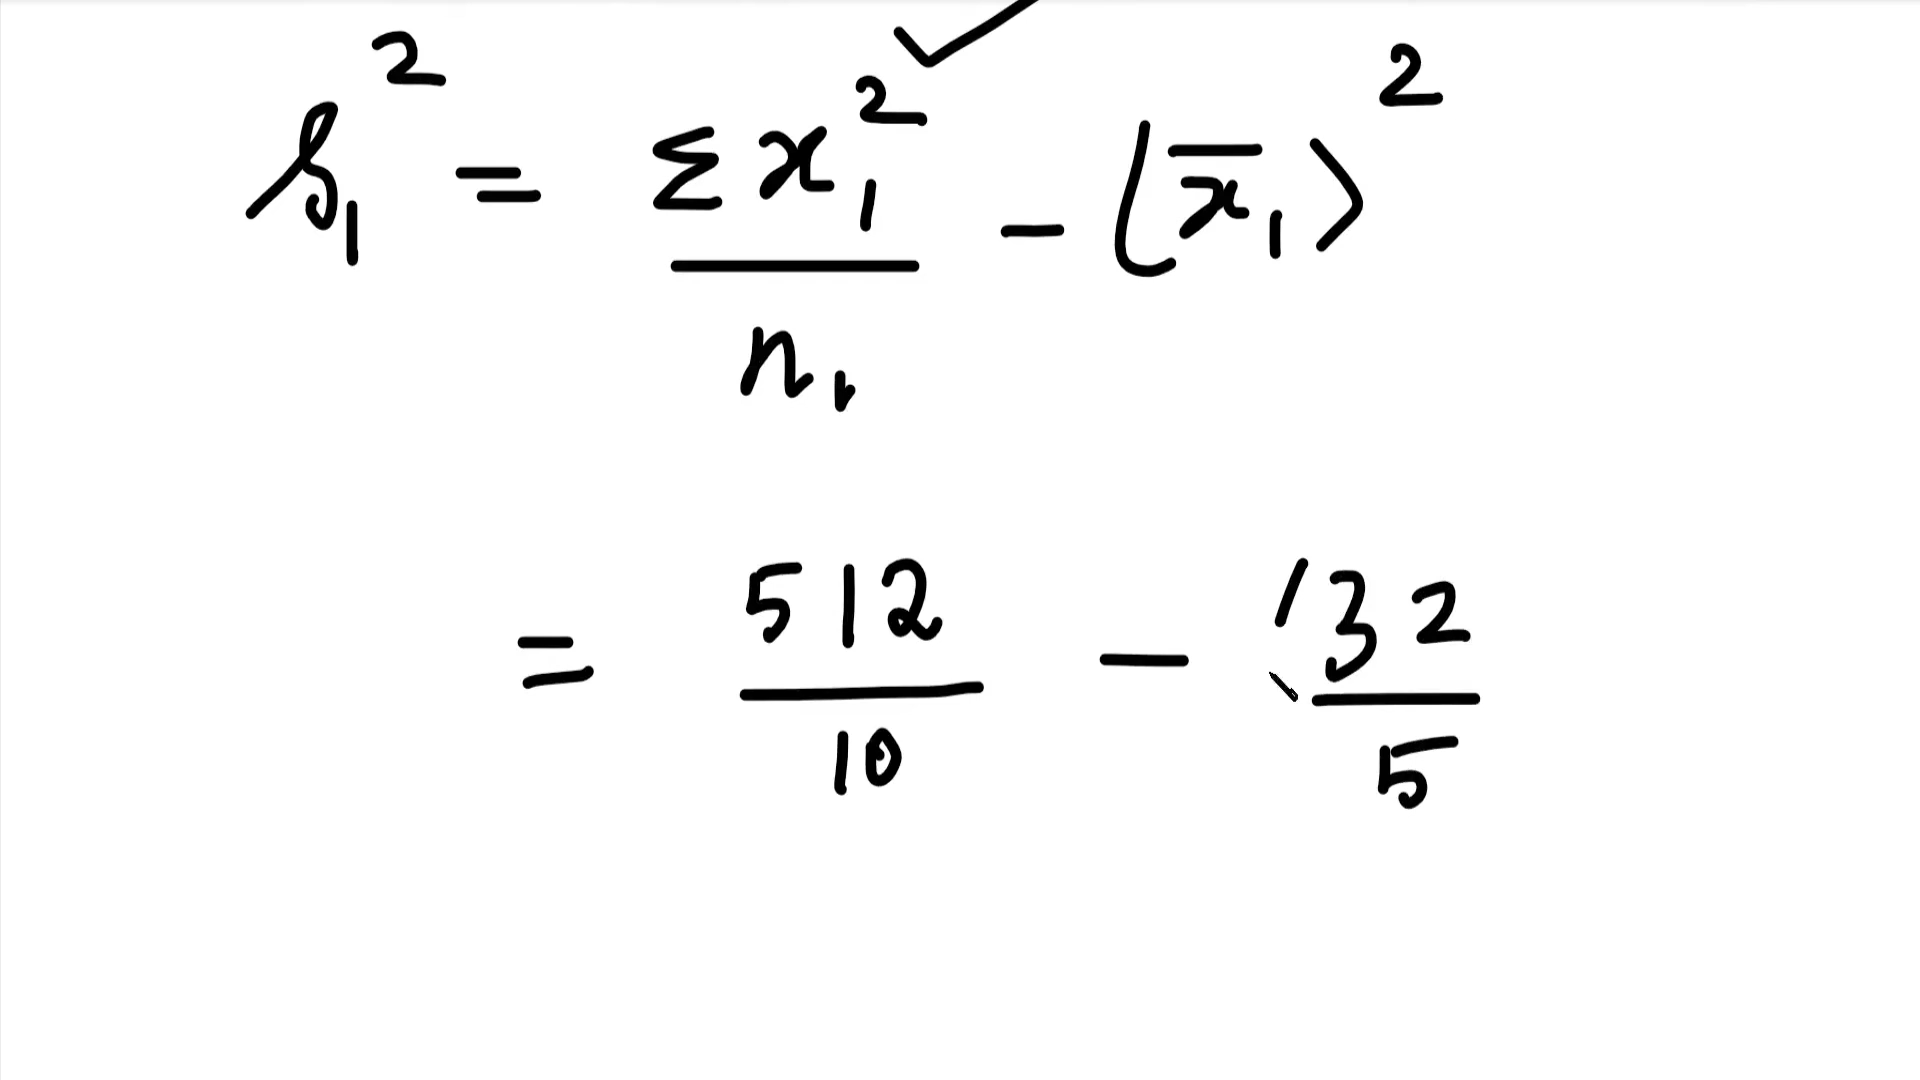 s₁² = Σx₁² / n₁ - (x̄₁)²
= 512 / 10 - (32 / 5